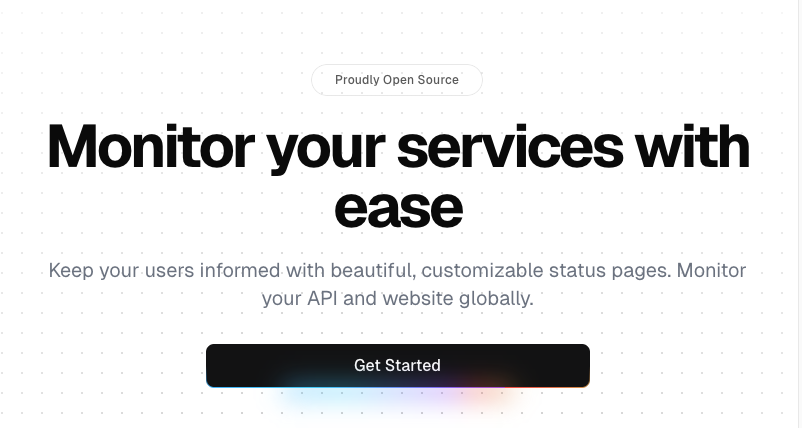 Proudly Open Source
Monitor your services with
ease
Keep your users informed with beautiful, customizable status pages. Monitor
your API and website globally.
Get Started